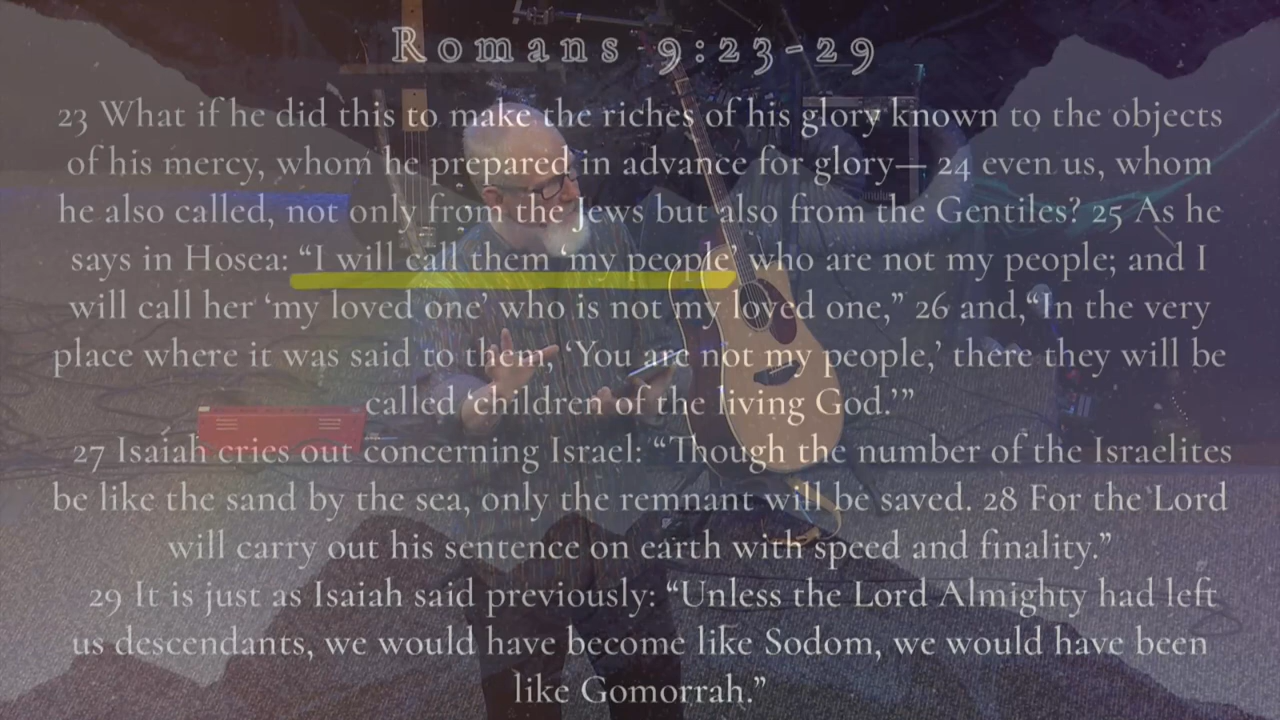 Romans 9:23-29
23 What if he did this to make the riches of his glory known to the objects
of his mercy, whom he prepared in advance for glory— 24 even us, whom
he also called, not only from the Jews but also from the Gentiles? 25 As he
says in Hosea: “I will call them ‘my people’ who are not my people; and I
will call her ‘my loved one’ who is not my loved one,” 26 and,“In the very
place where it was said to them, ‘You are not my people,’ there they will be
called ‘children of the living God.’”
27 Isaiah cries out concerning Israel: “Though the number of the Israelites
be like the sand by the sea, only the remnant will be saved. 28 For the Lord
will carry out his sentence on earth with speed and finality.”
29 It is just as Isaiah said previously: “Unless the Lord Almighty had left
us descendants, we would have become like Sodom, we would have been
like Gomorrah.”